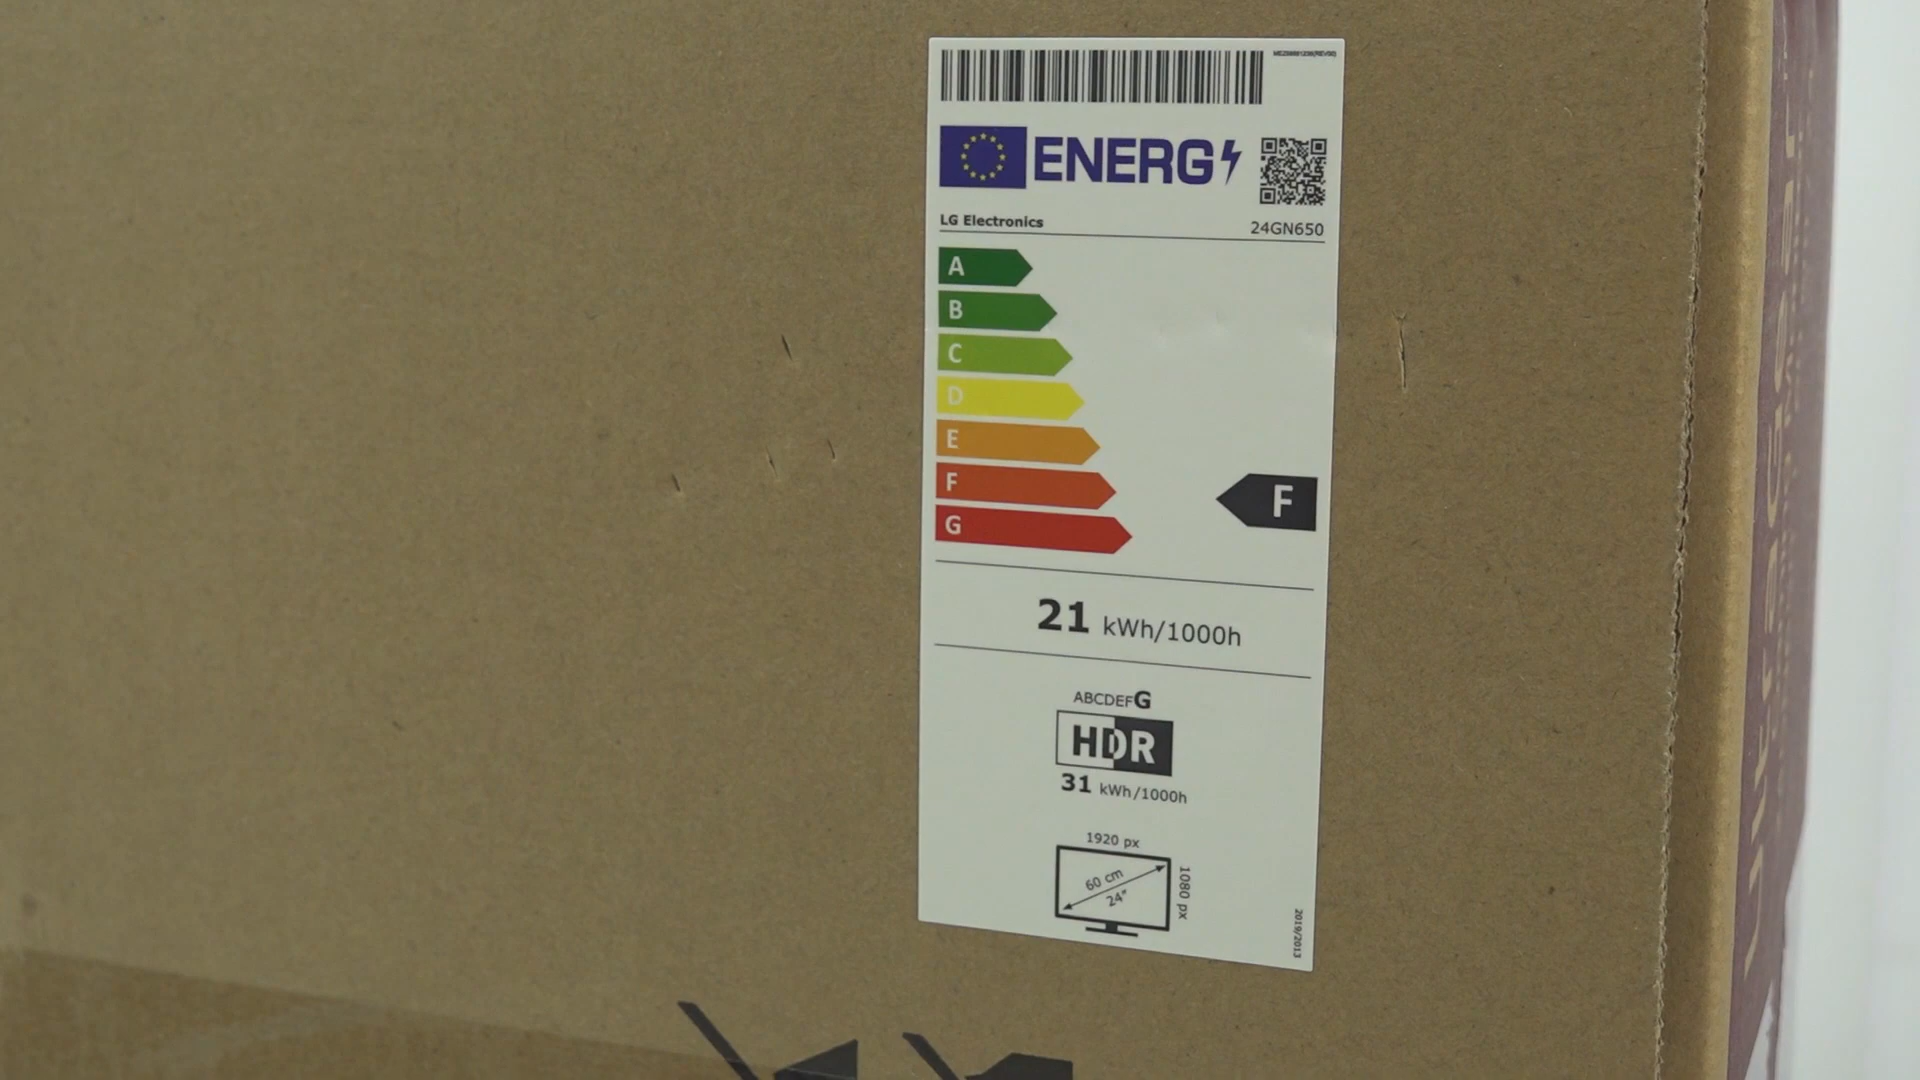 ENERG
LG Electronics
24GN650
A
B
C
D
E
F
F
G
21 kWh/1000h
ABCDEFG
HDR
31 kWh/1000h
1920 px
60 cm
24"
1080 px
2019/2013
UltraGear